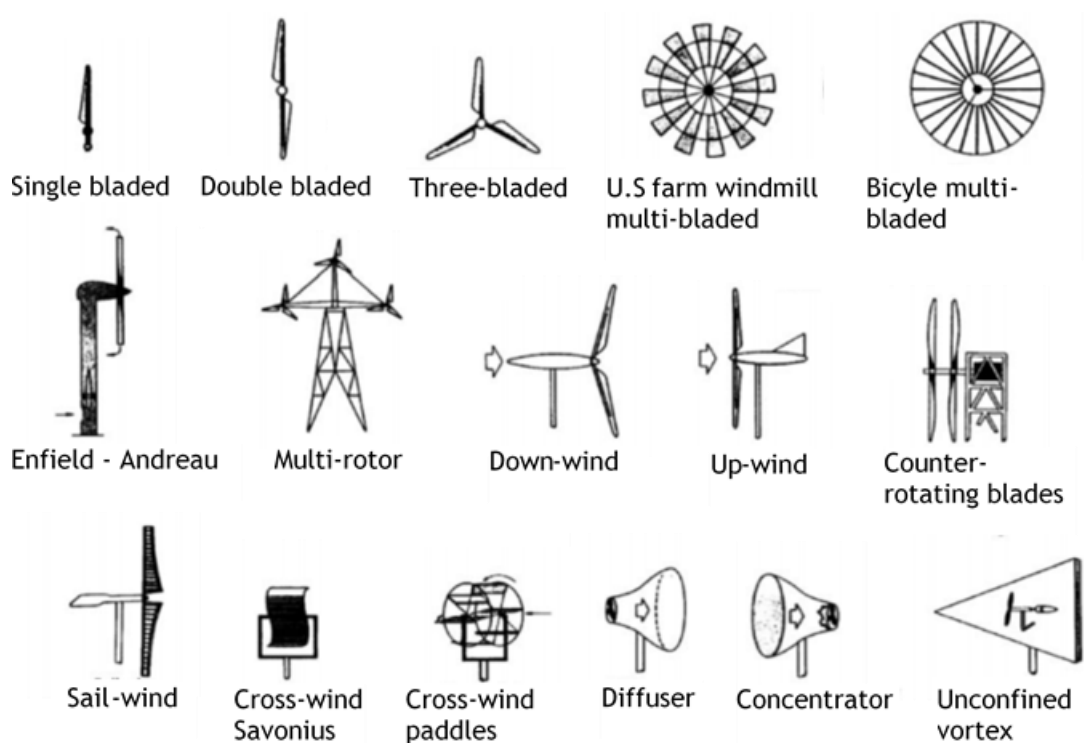 Single bladed
Double bladed
Three-bladed
U.S farm windmill
multi-bladed
Bicyle multi-
bladed
Enfield - Andreau
Multi-rotor
Down-wind
Up-wind
Counter-
rotating blades
Sail-wind
Cross-wind
Savonius
Cross-wind
paddles
Diffuser
Concentrator
Unconfined
vortex